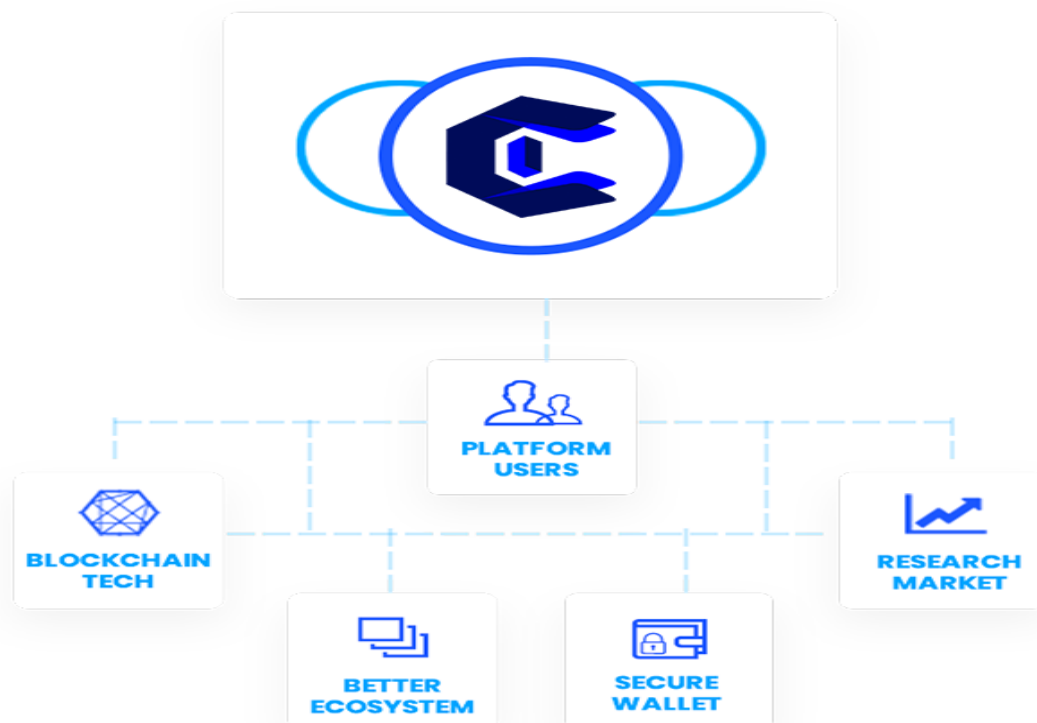 PLATFORM
USERS
BLOCKCHAIN
TECH
RESEARCH
MARKET
BETTER
ECOSYSTEM
SECURE
WALLET